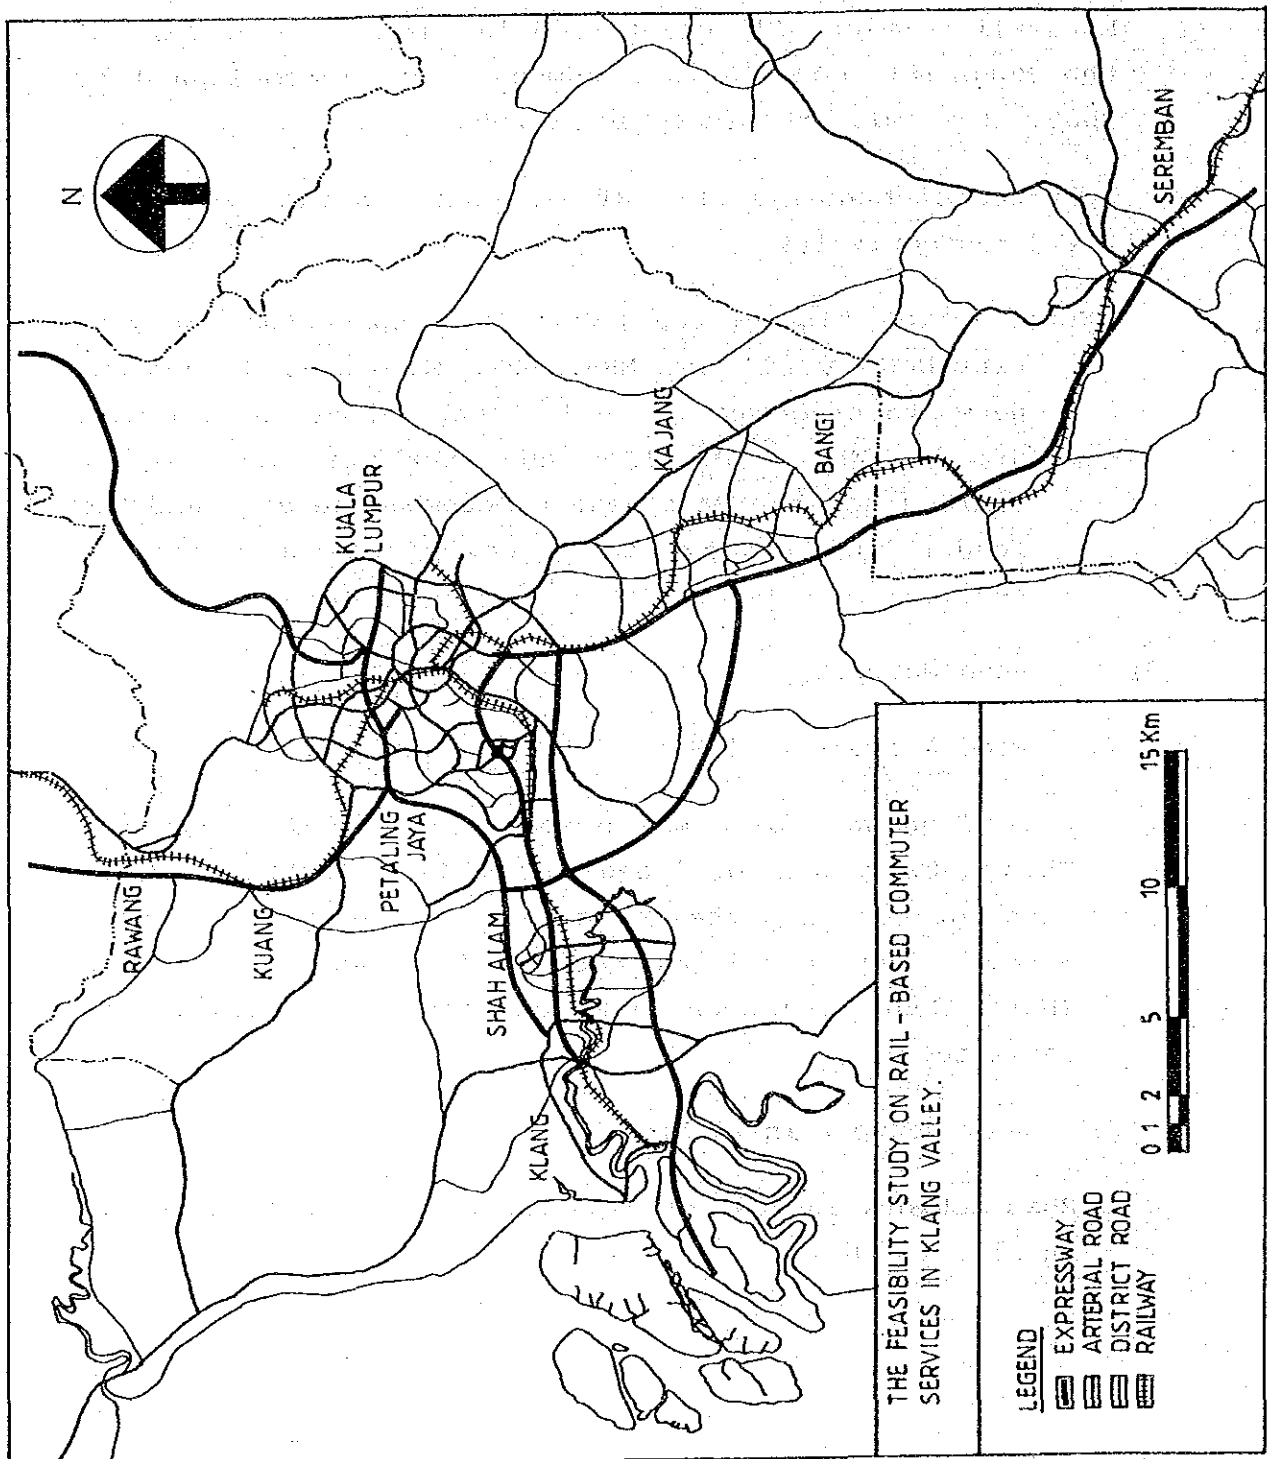 N
RAWANG
KUANG
KUALA
LUMPUR
PETALING
JAYA
SHAH ALAM
KLANG
KAJANG
BANGI
SEREMBAN
THE FEASIBILITY STUDY ON RAIL-BASED COMMUTER
SERVICES IN KLANG VALLEY.
LEGEND
EXPRESSWAY
ARTERIAL ROAD
DISTRICT ROAD
RAILWAY
0 1 2 5 10 15 Km